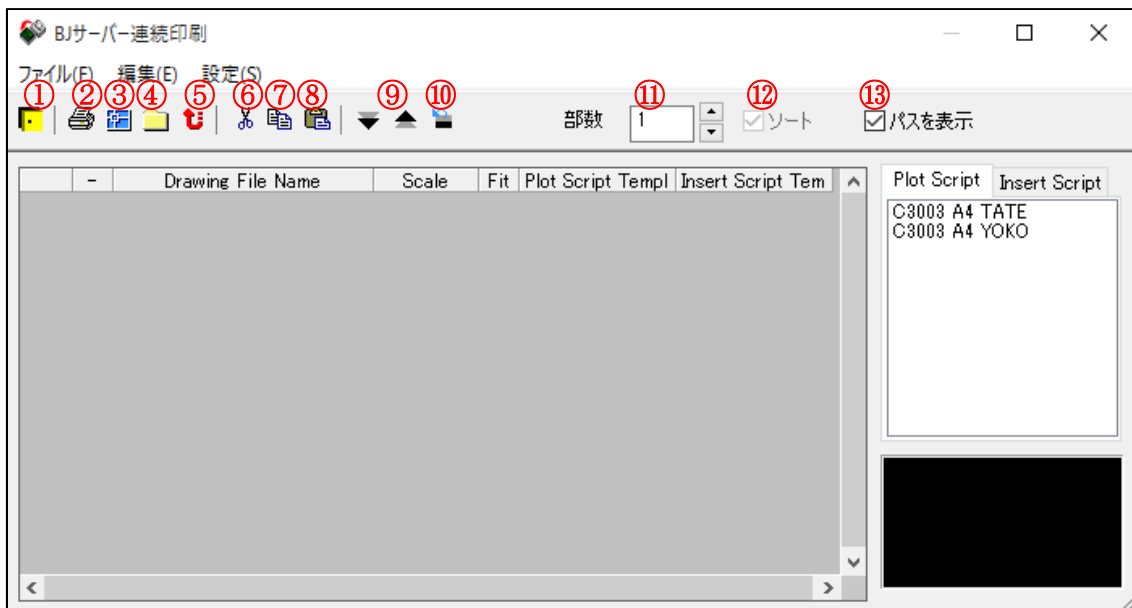 BJサーバー連続印刷
ファイル(F) 編集(E) 設定(S)
① ② ③ ④ ⑤ ⑥ ⑦ ⑧ ⑨ ⑩ ⑪ ⑫ ⑬
部数 1 ソート パスを表示
- Drawing File Name Scale Fit Plot Script Templ Insert Script Tem
Plot Script Insert Script
C3003 A4 TATE
C3003 A4 YOKO